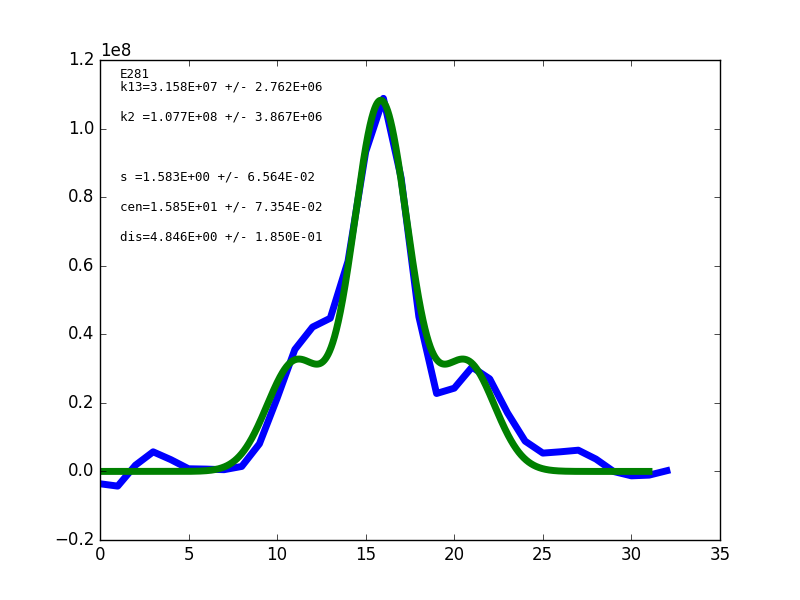 1e8
1.2
E281
k13=3.158E+07 +/- 2.762E+06
1.0
k2 =1.077E+08 +/- 3.867E+06
0.8
s =1.583E+00 +/- 6.564E-02
cen=1.585E+01 +/- 7.354E-02
dis=4.846E+00 +/- 1.850E-01
0.6
0.4
0.2
0.0
−0.2
0 5 10 15 20 25 30 35